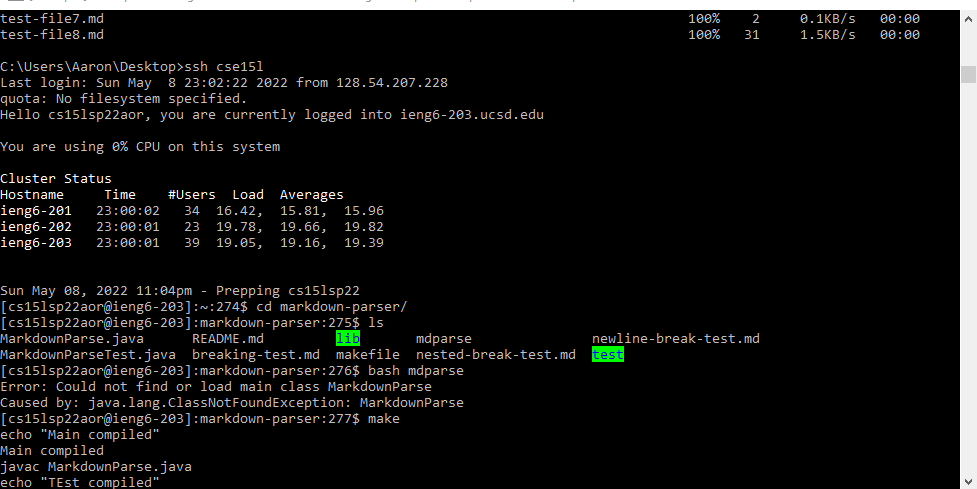 test-file7.md 100% 2 0.1KB/s 00:00
test-file8.md 100% 31 1.5KB/s 00:00
C:\Users\Aaron\Desktop>ssh cse15l
Last login: Sun May  8 23:02:22 2022 from 128.54.207.228
quota: No filesystem specified.
Hello cs15lsp22aor, you are currently logged into ieng6-203.ucsd.edu
You are using 0% CPU on this system
Cluster Status
Hostname     Time    #Users  Load  Averages
ieng6-201   23:00:02   34  16.42,  15.81,  15.96
ieng6-202   23:00:01   23  19.78,  19.66,  19.82
ieng6-203   23:00:01   39  19.05,  19.16,  19.39
Sun May 08, 2022 11:04pm - Prepping cs15lsp22
[cs15lsp22aor@ieng6-203]:~:274$ cd markdown-parser/
[cs15lsp22aor@ieng6-203]:markdown-parser:275$ ls
MarkdownParse.java      README.md         lib       mdparse               newline-break-test.md
MarkdownParseTest.java  breaking-test.md  makefile  nested-break-test.md  test
[cs15lsp22aor@ieng6-203]:markdown-parser:276$ bash mdparse
Error: Could not find or load main class MarkdownParse
Caused by: java.lang.ClassNotFoundException: MarkdownParse
[cs15lsp22aor@ieng6-203]:markdown-parser:277$ make
echo "Main compiled"
Main compiled
javac MarkdownParse.java
echo "TEst compiled"